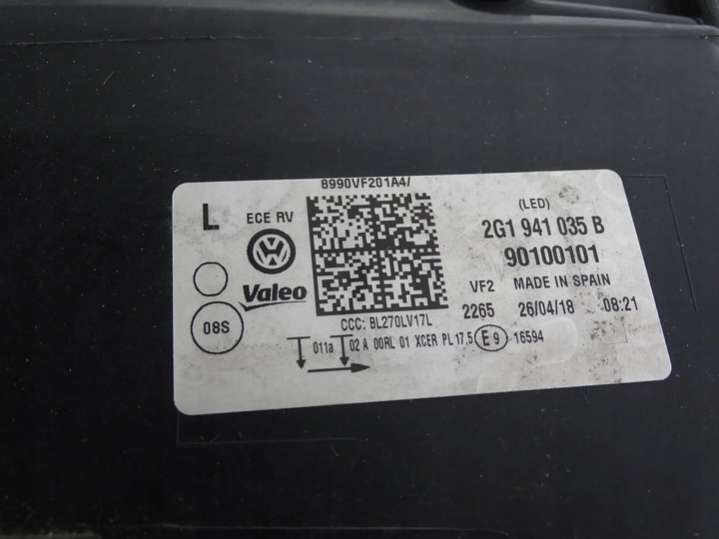 8990VF201A4/
L
ECE RV
(LED)
2G1 941 035 B
90100101
Valeo
VF2 MADE IN SPAIN
2265 26/04/18 08:21
08S
CCC: BL270LV17L
011a 02 A 00RL 01 XCER PL 17,5 E9 16594